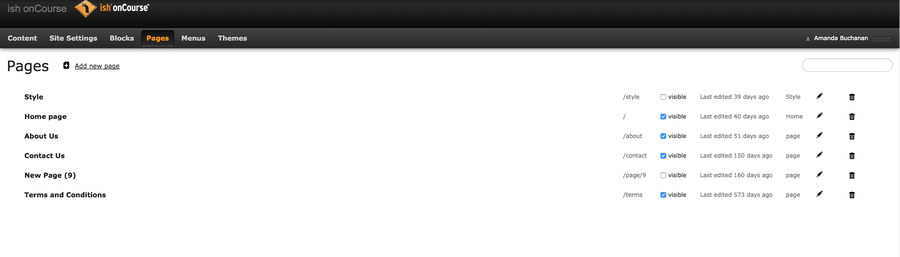 ish onCourse ish onCourse
Content Site Settings Blocks Pages Menus Themes Amanda Buchanan
Pages Add new page
Style /style visible Last edited 39 days ago Style
Home page / visible Last edited 40 days ago Home
About Us /about visible Last edited 51 days ago page
Contact Us /contact visible Last edited 150 days ago page
New Page (9) /page/9 visible Last edited 160 days ago page
Terms and Conditions /terms visible Last edited 573 days ago page